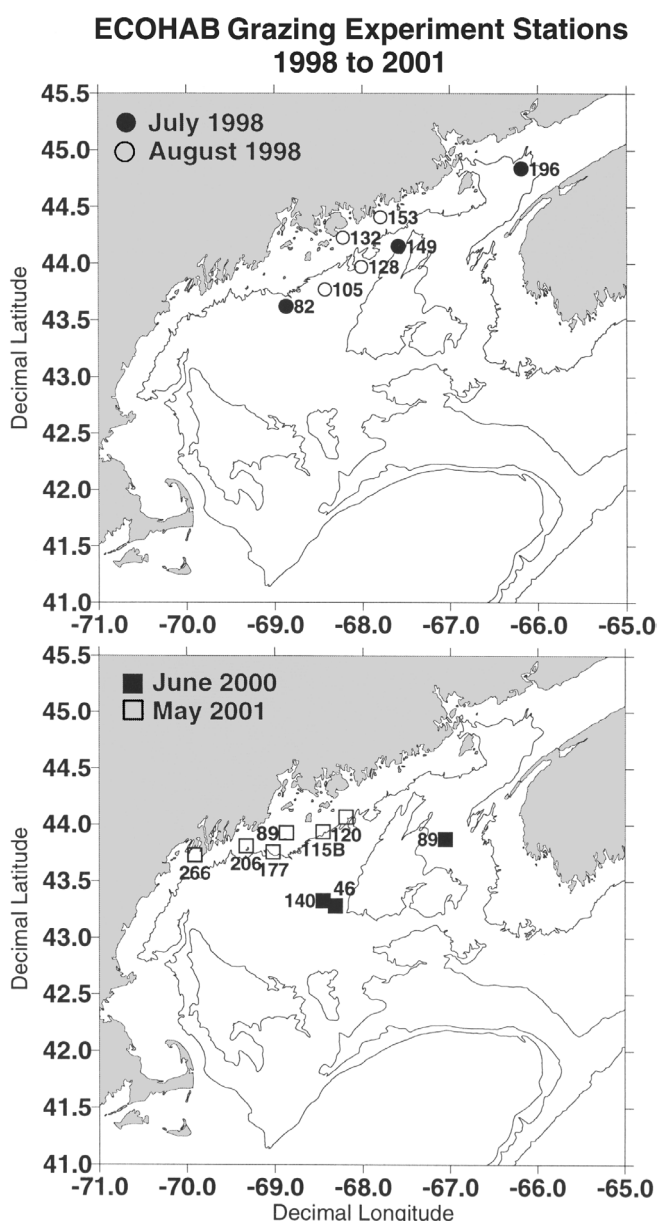 ECOHAB Grazing Experiment Stations
1998 to 2001
45.5
July 1998
August 1998
45.0
196
44.5
153
132
149
44.0
128
105
82
43.5
Decimal Latitude
43.0
42.5
42.0
41.5
41.0
-71.0 -70.0 -69.0 -68.0 -67.0 -66.0 -65.0
45.5
June 2000
May 2001
45.0
44.5
44.0
89
120
89
115B
206
177
266
43.5
46
140
Decimal Latitude
43.0
42.5
42.0
41.5
41.0
-71.0 -70.0 -69.0 -68.0 -67.0 -66.0 -65.0
Decimal Longitude